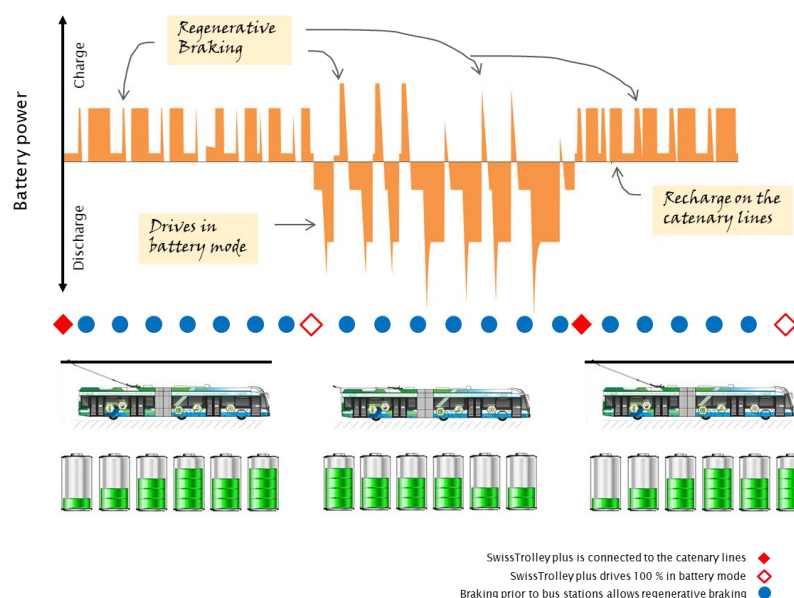 Regenerative
Braking
Charge
Battery power
Discharge
Drives in
battery mode
Recharge on the
catenary lines
SwissTrolley plus is connected to the catenary lines
SwissTrolley plus drives 100 % in battery mode
Braking prior to bus stations allows regenerative braking